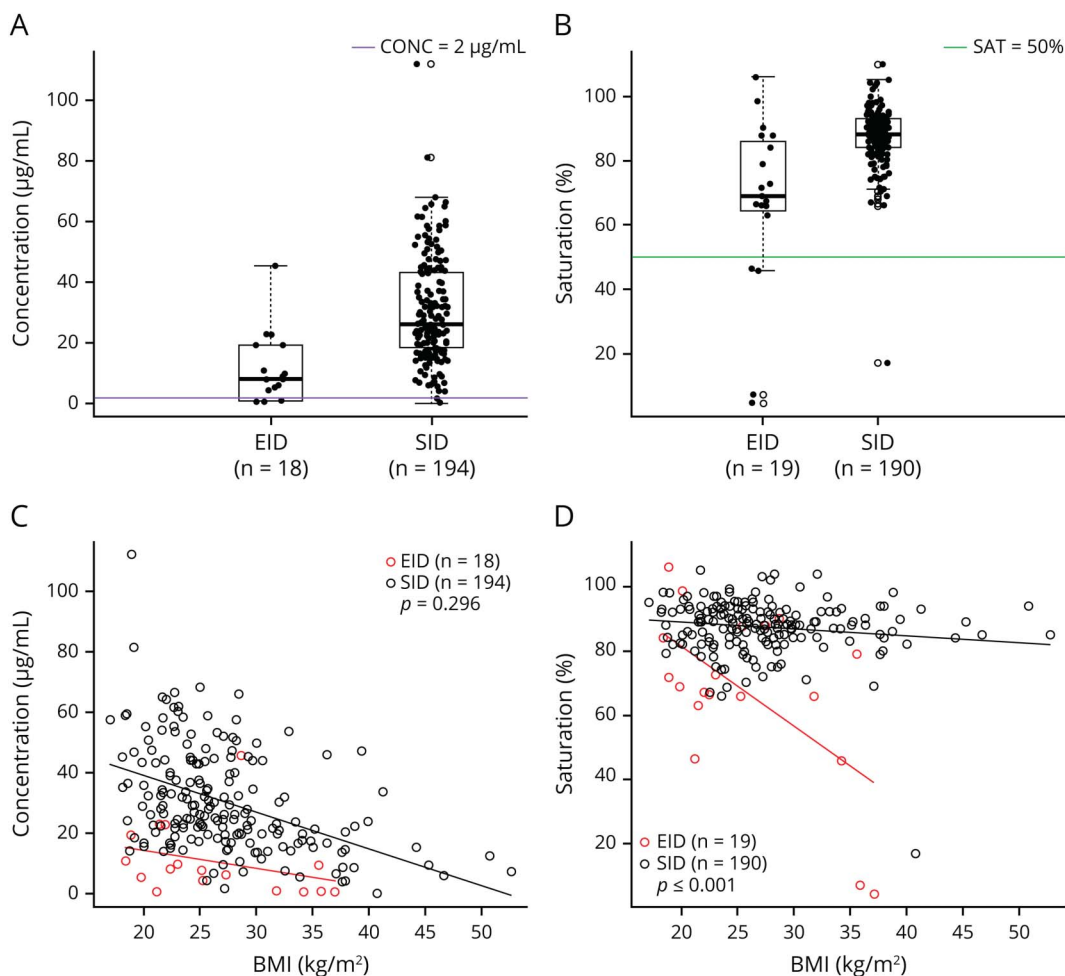 A
CONC = 2 µg/mL
Concentration (µg/mL)
100
80
60
40
20
0
EID
(n = 18)
SID
(n = 194)
B
SAT = 50%
Saturation (%)
100
80
60
40
20
EID
(n = 19)
SID
(n = 190)
C
EID (n = 18)
SID (n = 194)
p = 0.296
Concentration (µg/mL)
100
80
60
40
20
0
20 25 30 35 40 45 50
BMI (kg/m²)
D
Saturation (%)
100
80
60
40
20
EID (n = 19)
SID (n = 190)
p ≤ 0.001
20 25 30 35 40 45 50
BMI (kg/m²)